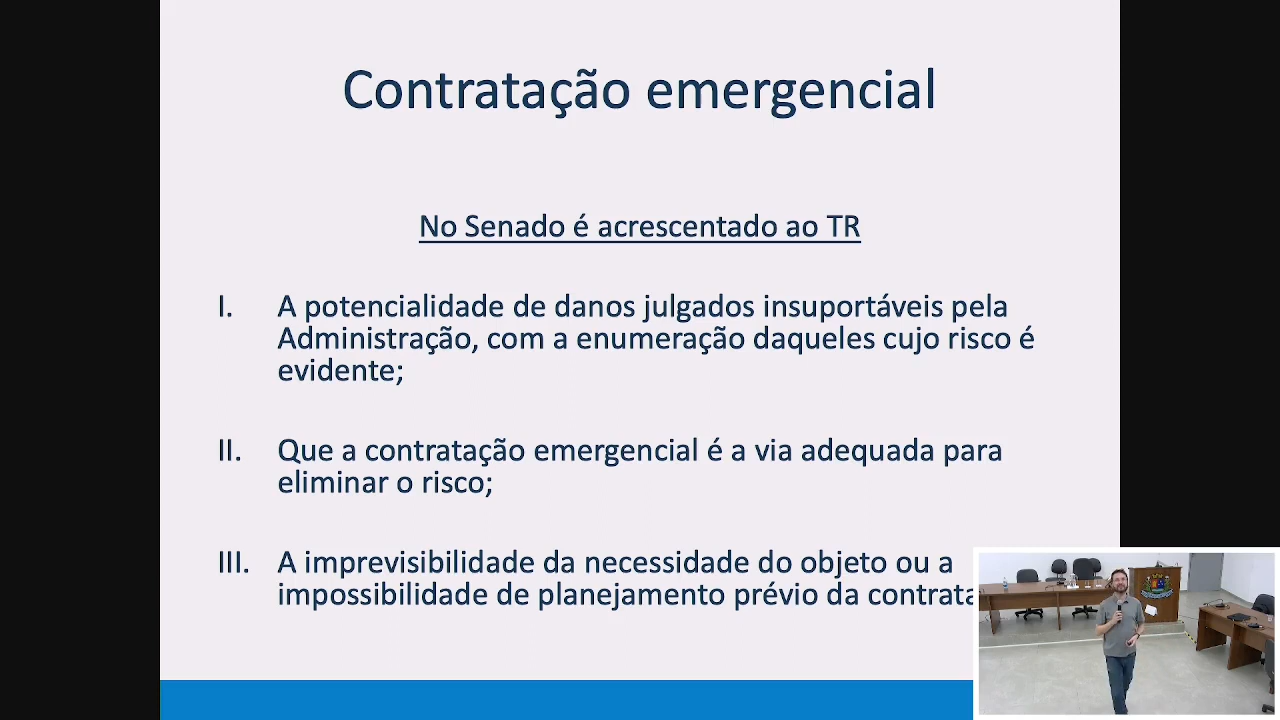 Contratação emergencial
No Senado é acrescentado ao TR
I. A potencialidade de danos julgados insuportáveis pela
Administração, com a enumeração daqueles cujo risco é
evidente;
II. Que a contratação emergencial é a via adequada para
eliminar o risco;
III. A imprevisibilidade da necessidade do objeto ou a
impossibilidade de planejamento prévio da contrata